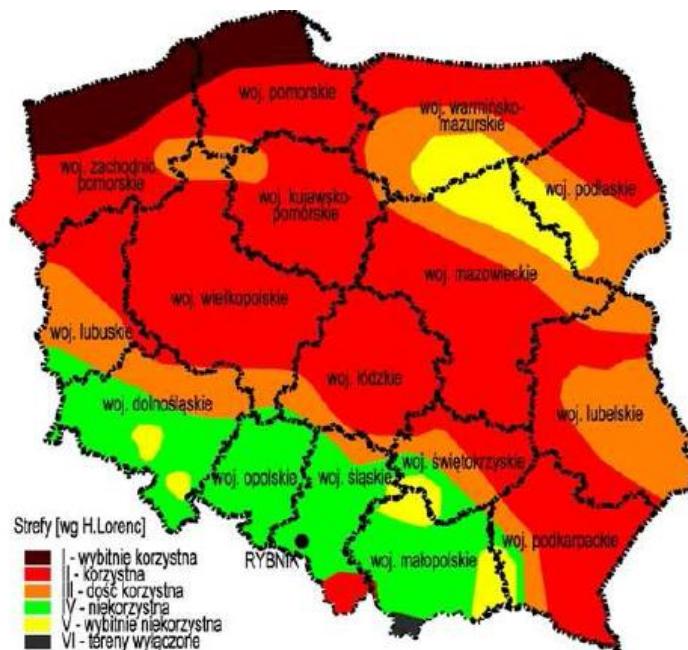 woj. pomorskie
woj. warmińsko-
mazurskie
woj. zachodnio
pomorskie
woj. kujawsko-
pomorskie
woj. podlaskie
woj. mazowieckie
woj. wielkopolskie
woj. lubuskie
woj. łódzkie
woj. dolnośląskie
woj. lubelskie
woj. opolskie
woj. śląskie
woj. świętokrzyskie
woj. małopolskie
woj. podkarpackie
RYBNIK
Strefy [wg H.Lorenc]
I - wybitnie korzystna
II - korzystna
III - dość korzystna
IV - niekorzystna
V - wybitnie niekorzystna
VI - tereny wyłączone